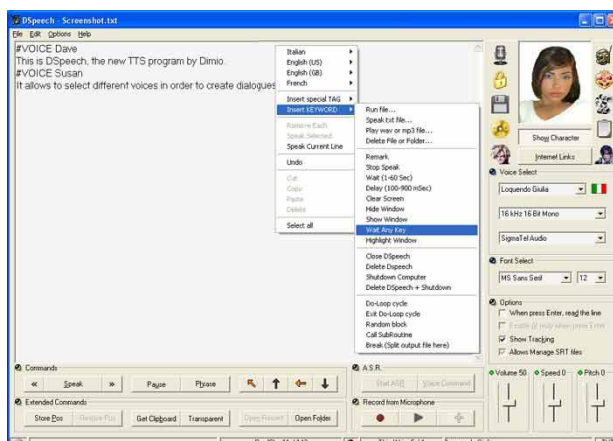 DSpeech - Screenshot.txt
File Edit Options Help
#VOICE Dave
This is DSpeech, the new TTS program by Dimio.
#VOICE Susan
It allows to select different voices in order to create dialogues
Italian
English (US)
English (GB)
French
Insert special TAG
Insert KEYWORD
Remove Each
Speak Selected
Speak Current Line
Undo
Cut
Copy
Paste
Delete
Select all
Run file...
Speak txt file...
Play wav or mp3 file...
Delete File or Folder...
Remark
Stop Speak
Wait (1-60 Sec)
Delay (100-900 mSec)
Clear Screen
Hide Window
Show Window
Wait Any Key
Highlight Window
Close DSpeech
Delete Dspeech
Shutdown Computer
Delete DSpeech + Shutdown
Do-Loop cycle
Exit Do-Loop cycle
Random block
Call SubRoutine
Break (Split output file here)
Show Character
Internet Links
Voice Select
Loquendo Giulia
16 kHz 16 Bit Mono
SigmaTel Audio
Font Select
MS Sans Serif 12
Options
When press Enter, read the line
Show Tracking
Allows Manage SRT files
Commands
« Speak » Pause Phrase
A.S.R.
Start ASR Voice Command
Volume 50 Speed 0 Pitch 0
Extended Commands
Store Pos Restore Pos Get Clipboard Transparent Open Recent Open Folder
Record from Microphone